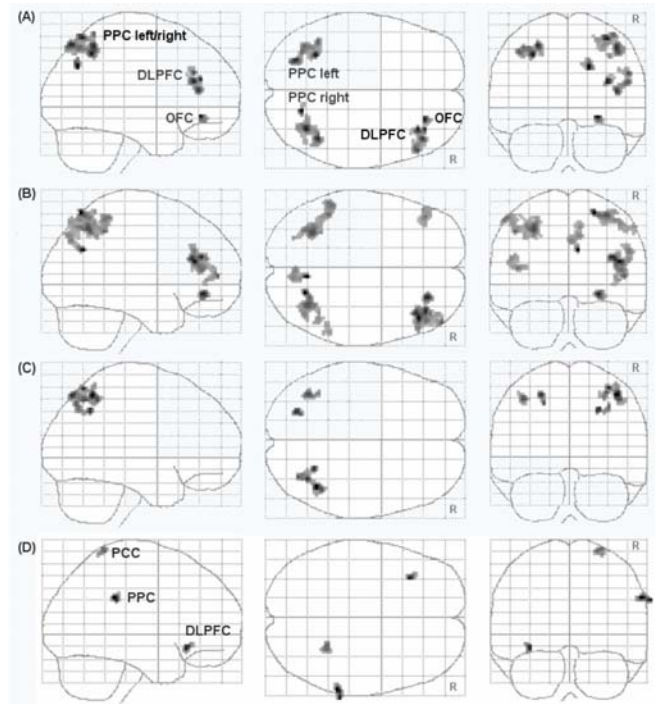 (A)
PPC left/right
DLPFC
OFC
PPC left
PPC right
DLPFC
OFC
R
R
(B)
R
R
(C)
R
R
(D)
PCC
PPC
DLPFC
R
R